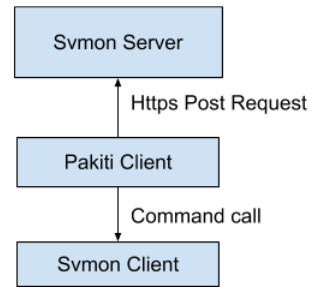 Svmon Server
Https Post Request
Pakiti Client
Command call
Svmon Client